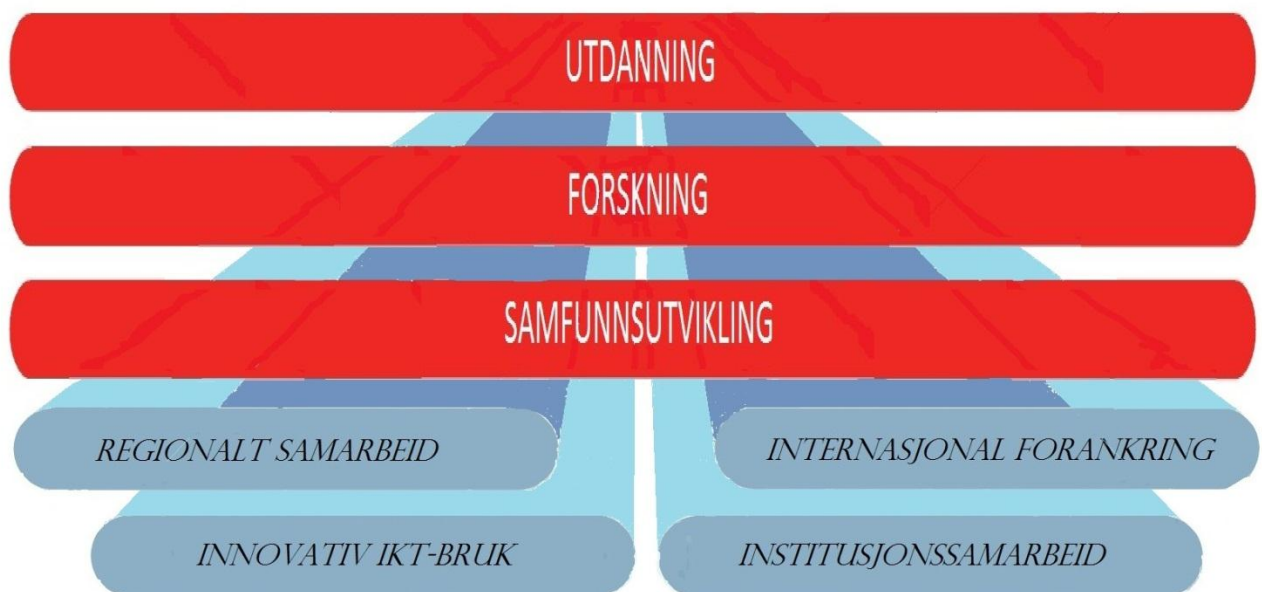 UTDANNING
FORSKNING
SAMFUNNSUTVIKLING
REGIONALT SAMARBEID
INTERNASJONAL FORANKRING
INNOVATIV IKT-BRUK
INSTITUSJONSSAMARBEID